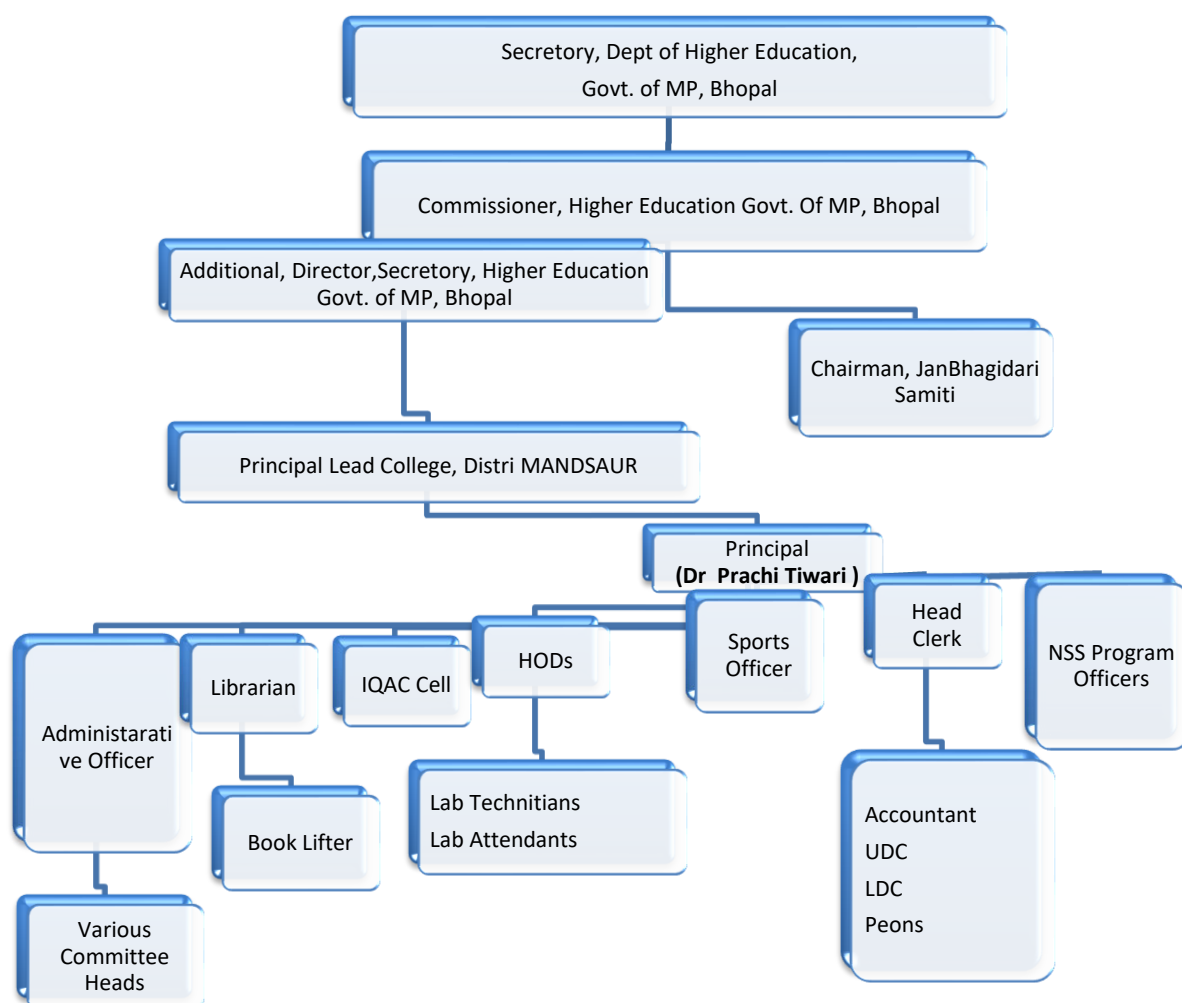 Secretory, Dept of Higher Education,
Govt. of MP, Bhopal
Commissioner, Higher Education Govt. Of MP, Bhopal
Additional, Director,Secretory, Higher Education
Govt. of MP, Bhopal
Chairman, JanBhagidari
Samiti
Principal Lead College, Distri MANDSAUR
Principal
(Dr Prachi Tiwari )
Administarati
ve Officer
Librarian
IQAC Cell
HODs
Sports
Officer
Head
Clerk
NSS Program
Officers
Various
Committee
Heads
Book Lifter
Lab Technitians
Lab Attendants
Accountant
UDC
LDC
Peons